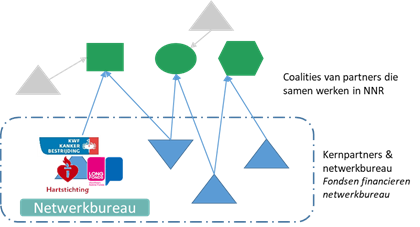 Coalities van partners die
samen werken in NNR
KWF
KANKER
BESTRIJDING
LONG
FONDS
Hartstichting
Netwerkbureau
Kernpartners &
netwerkbureau
Fondsen financieren
netwerkbureau